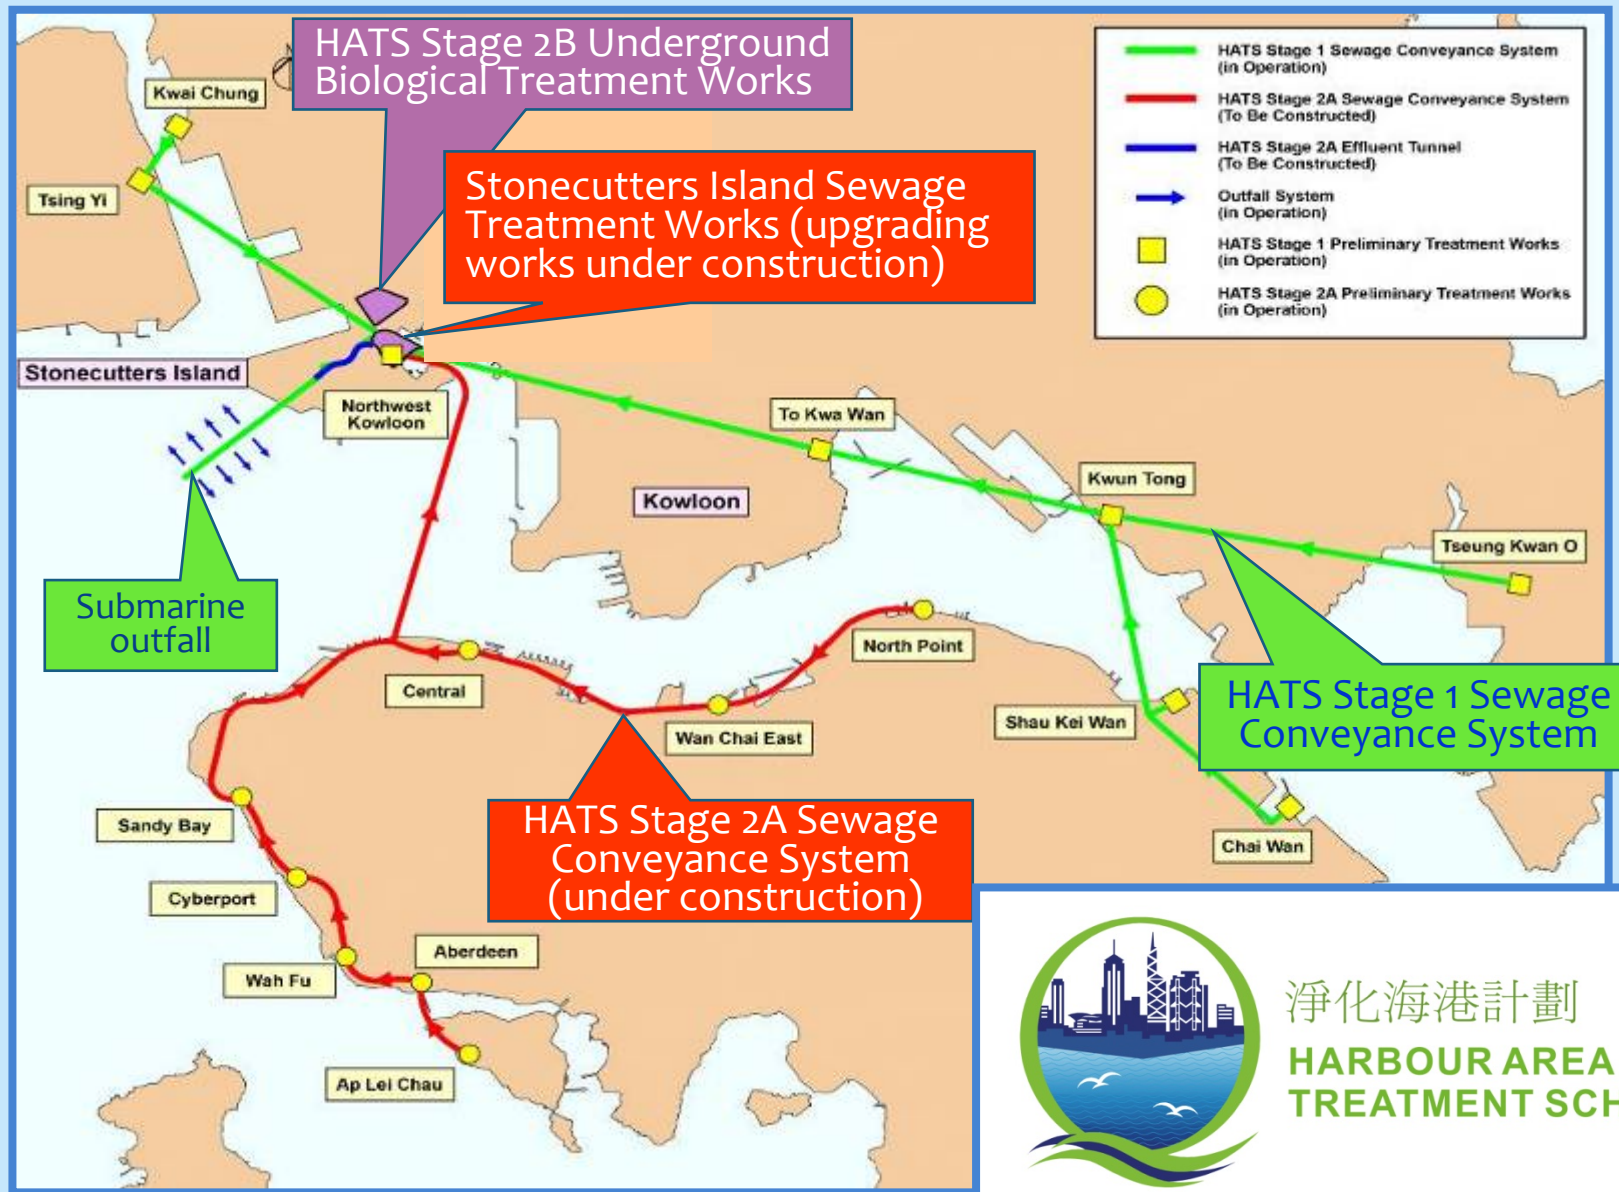 HATS Stage 2B Underground
Biological Treatment Works
Kwai Chung
Tsing Yi
Stonecutters Island Sewage
Treatment Works (upgrading
works under construction)
HATS Stage 1 Sewage Conveyance System
(in Operation)
HATS Stage 2A Sewage Conveyance System
(To Be Constructed)
HATS Stage 2A Effluent Tunnel
(To Be Constructed)
Outfall System
(in Operation)
HATS Stage 1 Preliminary Treatment Works
(in Operation)
HATS Stage 2A Preliminary Treatment Works
(in Operation)
Stonecutters Island
Northwest
Kowloon
To Kwa Wan
Kowloon
Kwun Tong
Tseung Kwan O
Submarine
outfall
North Point
Central
Wan Chai East
Shau Kei Wan
HATS Stage 1 Sewage
Conveyance System
Sandy Bay
HATS Stage 2A Sewage
Conveyance System
(under construction)
Chai Wan
Cyberport
Aberdeen
Wah Fu
Ap Lei Chau
淨化海港計劃
HARBOUR AREA
TREATMENT SCH